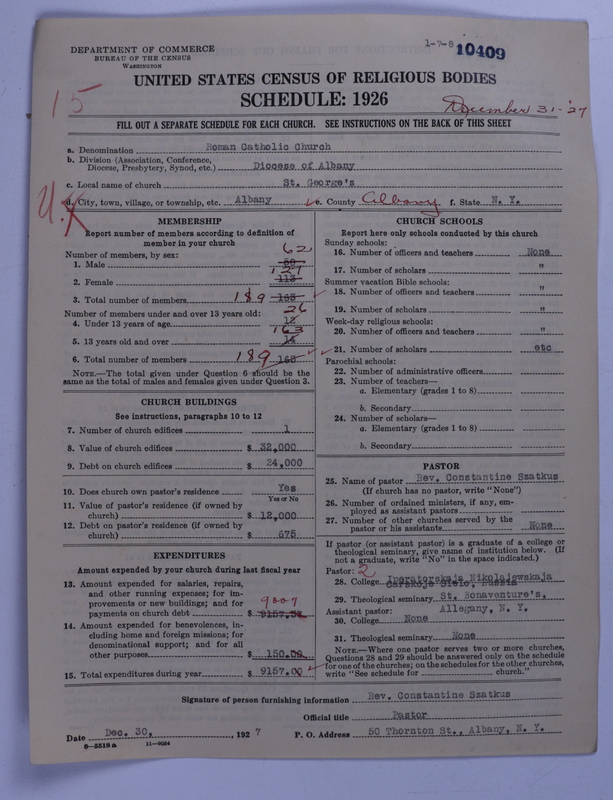 DEPARTMENT OF COMMERCE
BUREAU OF THE CENSUS
WASHINGTON
1-7-8 10409
UNITED STATES CENSUS OF RELIGIOUS BODIES
SCHEDULE: 1926
15
December 31-'27
FILL OUT A SEPARATE SCHEDULE FOR EACH CHURCH. SEE INSTRUCTIONS ON THE BACK OF THIS SHEET
a. Denomination Roman Catholic Church
b. Division (Association, Conference, Diocese, Presbytery, Synod, etc.) Diocese of Albany
c. Local name of church St. George's
d. City, town, village, or township, etc. Albany e. County Albany f. State N. Y.
MEMBERSHIP
Report number of members according to definition of
member in your church
Number of members, by sex:
62
1. Male
127
2. Female 113
3. Total number of members 189 163
Number of members under and over 13 years old:
26
4. Under 13 years of age
163
5. 13 years old and over
6. Total number of members 189 163
NOTE.—The total given under Question 6 should be the
same as the total of males and females given under Question 3.
CHURCH BUILDINGS
See instructions, paragraphs 10 to 12
7. Number of church edifices 1
8. Value of church edifices $ 32,000
9. Debt on church edifices $ 24,000
10. Does church own pastor's residence Yes
Yes or No
11. Value of pastor's residence (if owned by
church) $ 12,000
12. Debt on pastor's residence (if owned by
church) $ 675
EXPENDITURES
Amount expended by your church during last fiscal year
13. Amount expended for salaries, repairs,
and other running expenses; for im-
provements or new buildings; and for 9007
payments on church debt $ 9157.
14. Amount expended for benevolences, in-
cluding home and foreign missions; for
denominational support; and for all
other purposes $ 150.00
15. Total expenditures during year $ 9157.00
CHURCH SCHOOLS
Report here only schools conducted by this church
Sunday schools:
16. Number of officers and teachers None
17. Number of scholars "
Summer vacation Bible schools:
18. Number of officers and teachers "
19. Number of scholars "
Week-day religious schools:
20. Number of officers and teachers "
21. Number of scholars etc
Parochial schools:
22. Number of administrative officers
23. Number of teachers—
a. Elementary (grades 1 to 8)
b. Secondary
24. Number of scholars—
a. Elementary (grades 1 to 8)
b. Secondary
PASTOR
25. Name of pastor Rev. Constantine Szatkus
(If church has no pastor, write "None")
26. Number of ordained ministers, if any, em-
ployed as assistant pastors
27. Number of other churches served by the
pastor or his assistants None
If pastor (or assistant pastor) is a graduate of a college or
theological seminary, give name of institution below. (If
not a graduate, write "No" in the space indicated.)
Pastor: 2
28. College Imperatorskaja Nikolajewskaja
Carskoje Sielo, Russia
29. Theological seminary St. Bonaventure's,
Assistant pastor: Allegany, N. Y.
30. College None
31. Theological seminary None
NOTE.—Where one pastor serves two or more churches,
Questions 28 and 29 should be answered only on the schedule
for one of the churches; on the schedules for the other churches,
write "See schedule for church."
Signature of person furnishing information Rev. Constantine Szatkus
Official title Pastor
Date Dec. 30, , 1927 P. O. Address 50 Thornton St., Albany, N. Y.
8—5518 a 11—9034